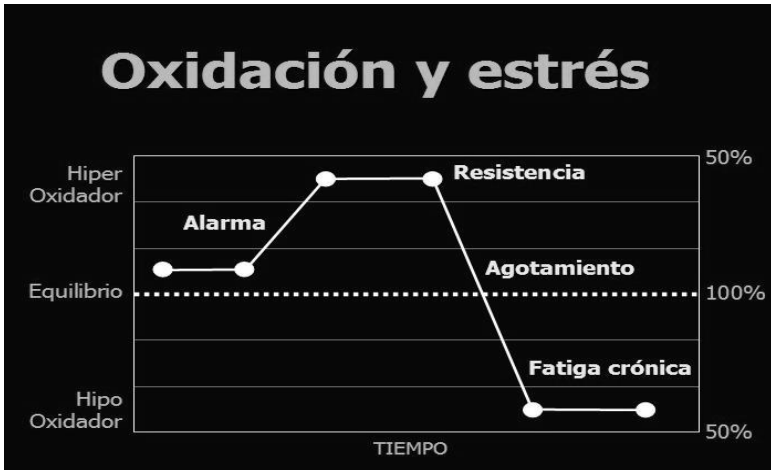 Oxidación y estrés
Hiper
Oxidador
50%
Resistencia
Alarma
Agotamiento
Equilibrio
100%
Fatiga crónica
Hipo
Oxidador
50%
TIEMPO